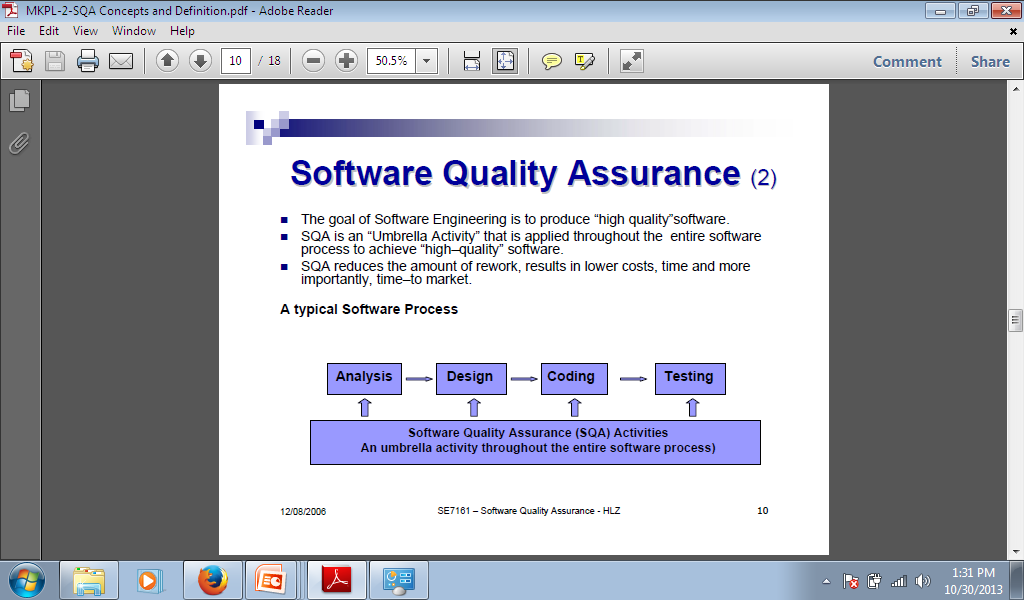 MKPL-2-SQA Concepts and Definition.pdf - Adobe Reader
File Edit View Window Help
10 / 18 50.5% Comment Share
Software Quality Assurance (2)
The goal of Software Engineering is to produce “high quality”software.
SQA is an “Umbrella Activity” that is applied throughout the entire software
process to achieve “high–quality” software.
SQA reduces the amount of rework, results in lower costs, time and more
importantly, time–to market.
A typical Software Process
Analysis Design Coding Testing
Software Quality Assurance (SQA) Activities
An umbrella activity throughout the entire software process)
12/08/2006 SE7161 – Software Quality Assurance - HLZ 10
1:31 PM
10/30/2013